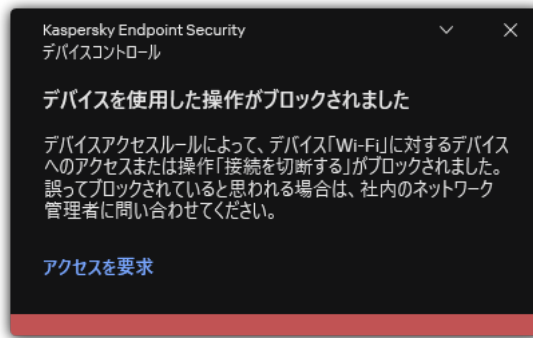 Kaspersky Endpoint Security
デバイスコントロール
デバイスを使用した操作がブロックされました
デバイスアクセスルールによって、デバイス「Wi-Fi」に対するデバイス
へのアクセスまたは操作「接続を切断する」がブロックされました。
誤ってブロックされていると思われる場合は、社内のネットワーク
管理者に問い合わせてください。
アクセスを要求